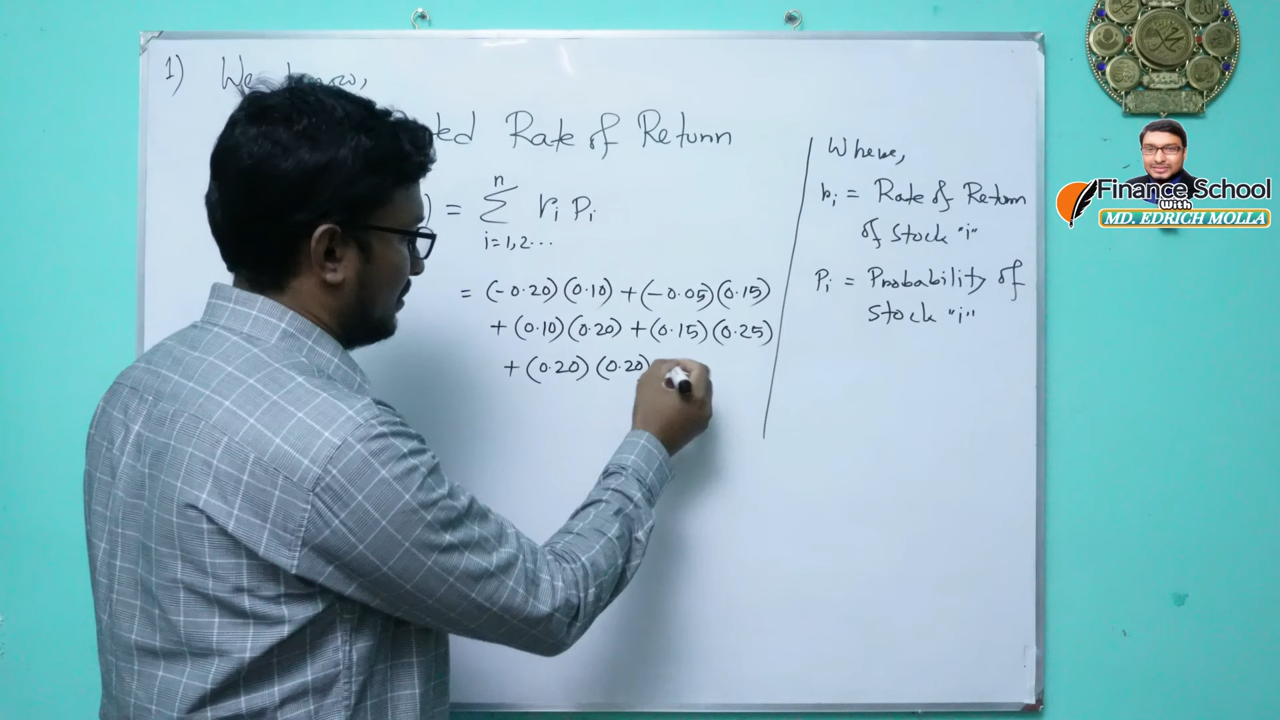 1) We know,
ted Rate of Return
) = Σ ri Pi
n
i=1,2...
= (-0.20)(0.10) + (-0.05)(0.15)
+ (0.10)(0.20) + (0.15)(0.25)
+ (0.20)(0.20)
Where,
ri = Rate of Return
of Stock "i"
Pi = Probability of
Stock "i"
Finance School
With
MD. EDRICH MOLLA